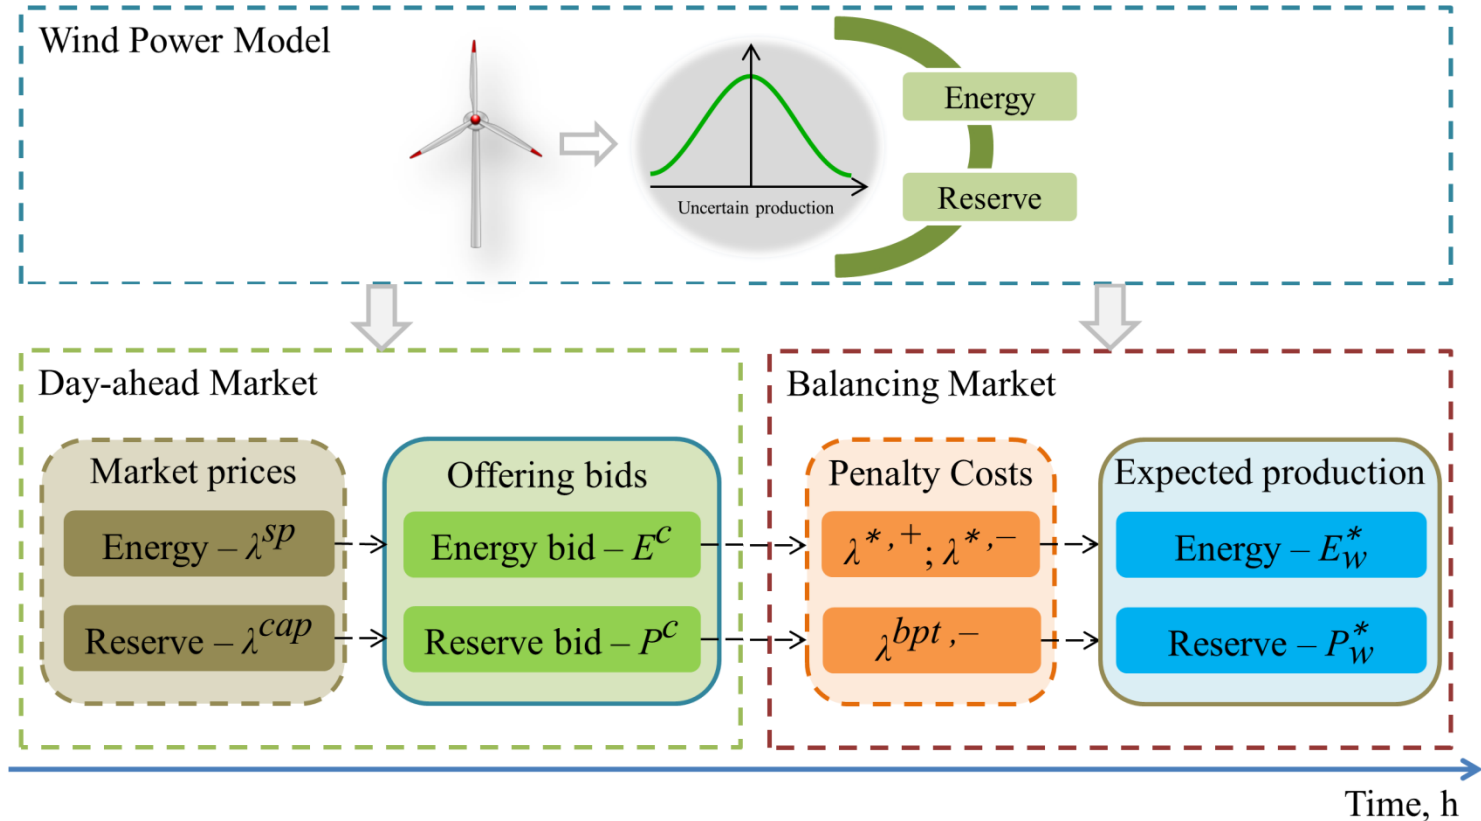 Wind Power Model
Energy
Reserve
Uncertain production
Day-ahead Market
Market prices
Energy – λ^sp
Reserve – λ^cap
Offering bids
Energy bid – E^c
Reserve bid – P^c
Balancing Market
Penalty Costs
λ^*,+; λ^*,–
λ^bpt,–
Expected production
Energy – E_w^*
Reserve – P_w^*
Time, h